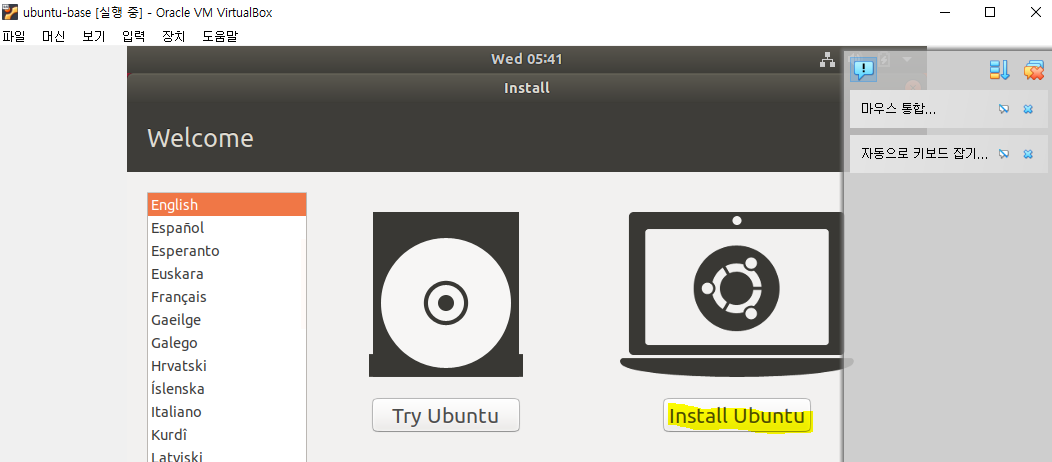 ubuntu-base [실행 중] - Oracle VM VirtualBox
파일 머신 보기 입력 장치 도움말
Wed 05:41
Install
Welcome
마우스 통합...
자동으로 키보드 잡기...
English
Español
Esperanto
Euskara
Français
Gaeilge
Galego
Hrvatski
Íslenska
Italiano
Kurdî
Latviski
Try Ubuntu
Install Ubuntu